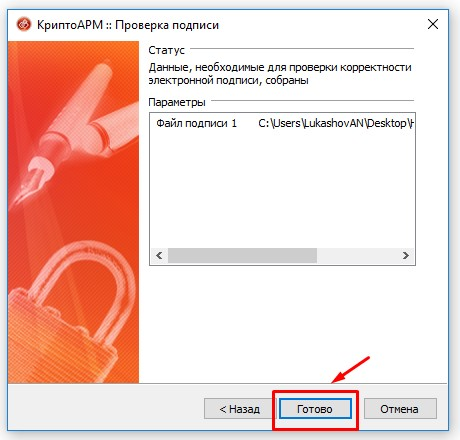 КриптоАРМ :: Проверка подписи
Статус
Данные, необходимые для проверки корректности
электронной подписи, собраны
Параметры
Файл подписи 1 C:\Users\LukashovAN\Desktop\
< Назад
Готово
Отмена